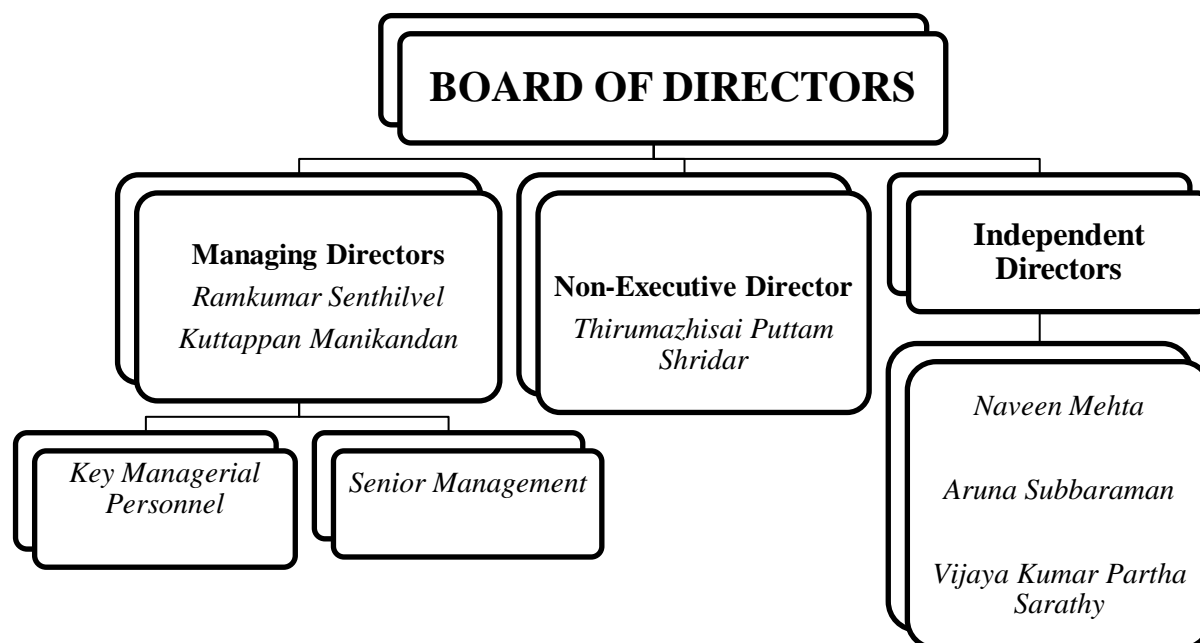 BOARD OF DIRECTORS
Managing Directors
Ramkumar Senthilvel
Kuttappan Manikandan
Non-Executive Director
Thirumazhisai Puttam
Shridar
Independent
Directors
Key Managerial
Personnel
Senior Management
Naveen Mehta
Aruna Subbaraman
Vijaya Kumar Partha
Sarathy